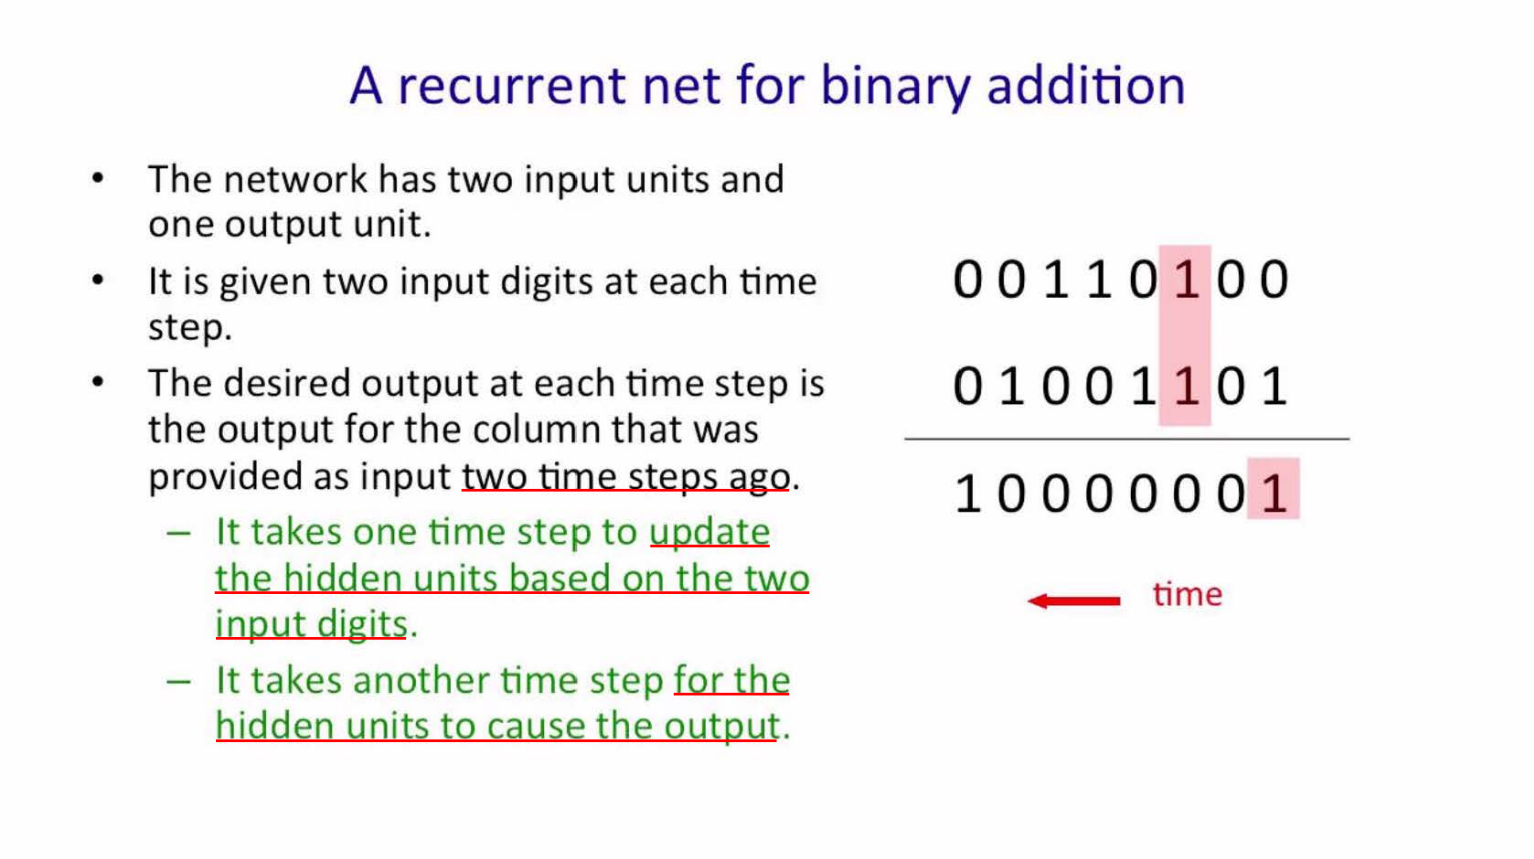 A recurrent net for binary addition
• The network has two input units and
one output unit.
• It is given two input digits at each time
step.
• The desired output at each time step is
the output for the column that was
provided as input two time steps ago.
– It takes one time step to update
the hidden units based on the two
input digits.
– It takes another time step for the
hidden units to cause the output.
0 0 1 1 0 1 0 0
0 1 0 0 1 1 0 1
1 0 0 0 0 0 0 1
time